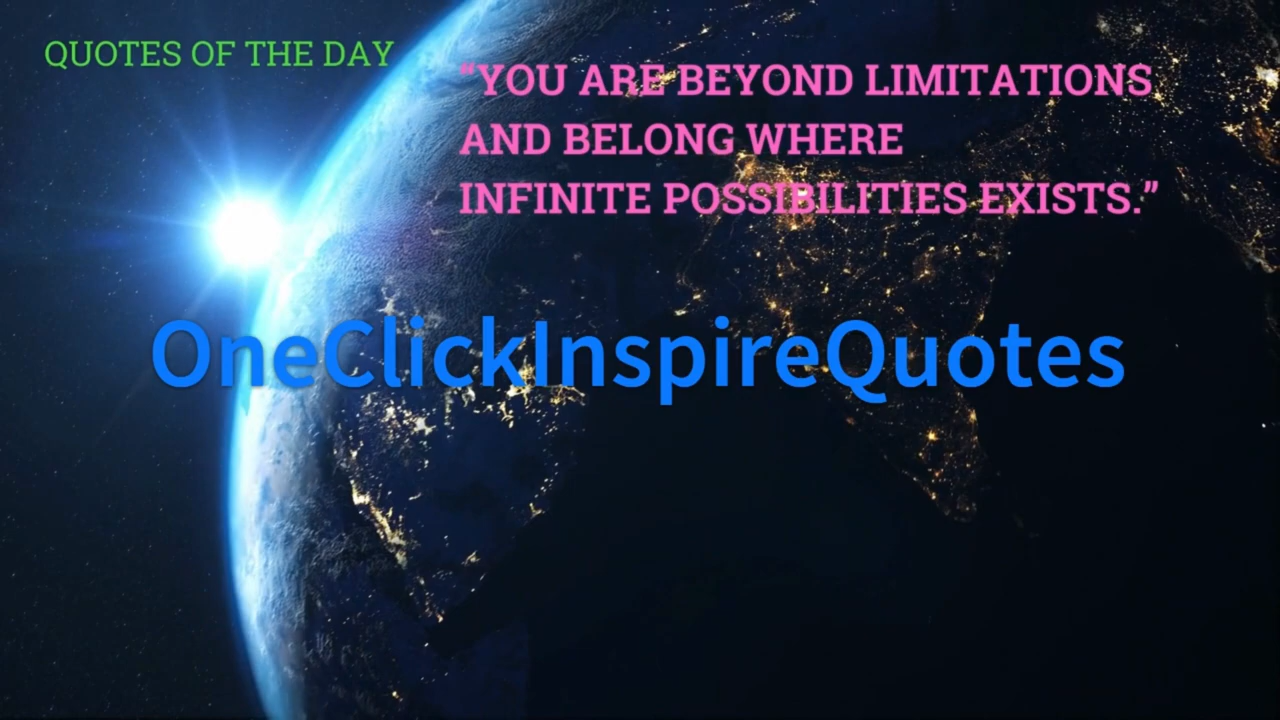 QUOTES OF THE DAY
“YOU ARE BEYOND LIMITATIONS
AND BELONG WHERE
INFINITE POSSIBILITIES EXISTS.”
OneClickInspireQuotes